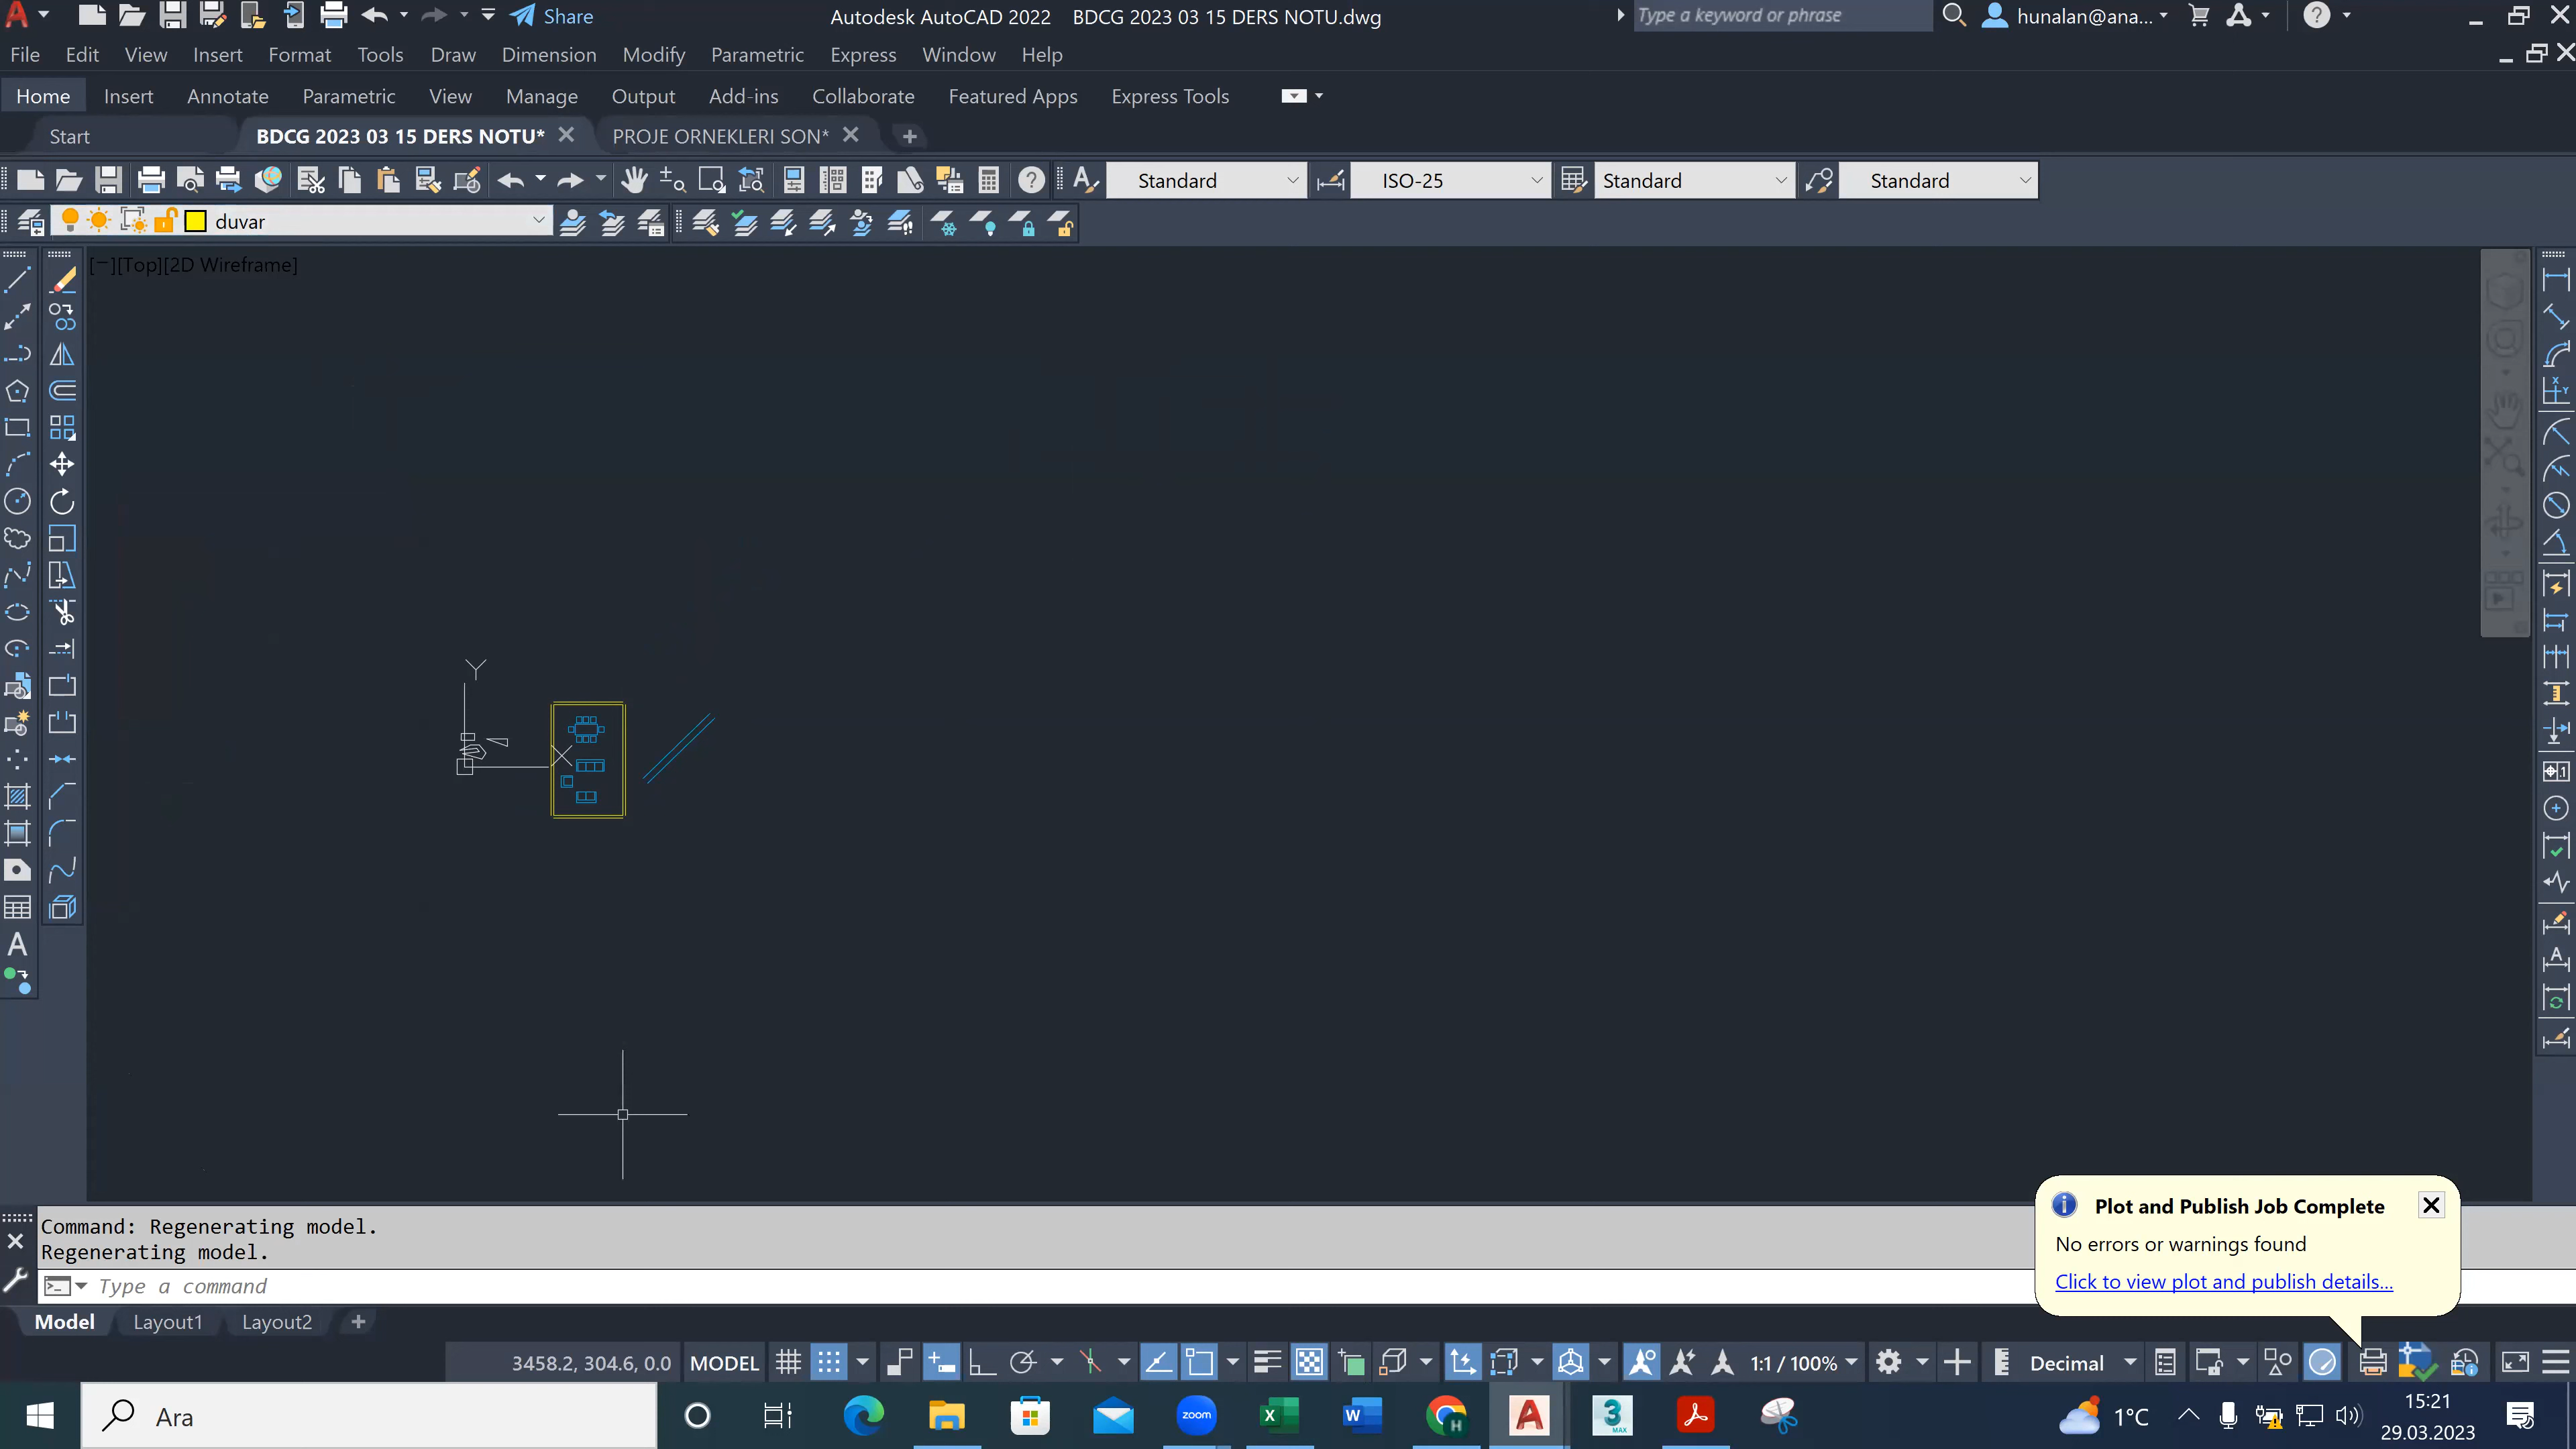 Share
Autodesk AutoCAD 2022 BDCG 2023 03 15 DERS NOTU.dwg
Type a keyword or phrase
hunalan@ana...
File Edit View Insert Format Tools Draw Dimension Modify Parametric Express Window Help
Home Insert Annotate Parametric View Manage Output Add-ins Collaborate Featured Apps Express Tools
Start BDCG 2023 03 15 DERS NOTU* PROJE ORNEKLERI SON*
Standard ISO-25 Standard Standard
duvar
[−][Top][2D Wireframe]
Y
X
Command: Regenerating model.
Regenerating model.
Type a command
Plot and Publish Job Complete
No errors or warnings found
Click to view plot and publish details...
Model Layout1 Layout2
3458.2, 304.6, 0.0 MODEL 1:1 / 100% Decimal
Ara
zoom
1°C
15:21
29.03.2023